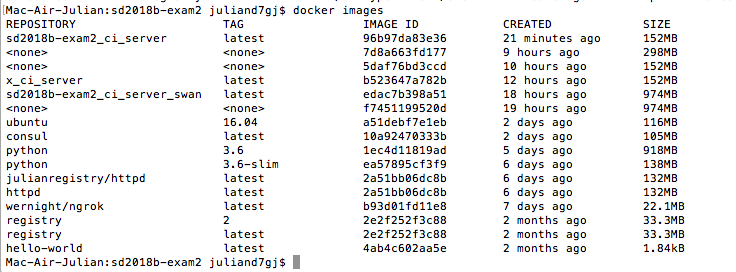 Mac-Air-Julian:sd2018b-exam2 juliand7gj$ docker images
REPOSITORY TAG IMAGE ID CREATED SIZE
sd2018b-exam2_ci_server latest 96b97da83e36 21 minutes ago 152MB
<none> <none> 7d8a663fd177 9 hours ago 298MB
<none> <none> 5daf76bd3ccd 10 hours ago 152MB
x_ci_server latest b523647a782b 12 hours ago 152MB
sd2018b-exam2_ci_server_swan latest edac7b398a51 18 hours ago 974MB
<none> <none> f7451199520d 19 hours ago 974MB
ubuntu 16.04 a51debf7e1eb 2 days ago 116MB
consul latest 10a92470333b 2 days ago 105MB
python 3.6 1ec4d11819ad 5 days ago 918MB
python 3.6-slim ea57895cf3f9 6 days ago 138MB
julianregistry/httpd latest 2a51bb06dc8b 6 days ago 132MB
httpd latest 2a51bb06dc8b 6 days ago 132MB
wernight/ngrok latest b93d01fd11e8 7 days ago 22.1MB
registry 2 2e2f252f3c88 2 months ago 33.3MB
registry latest 2e2f252f3c88 2 months ago 33.3MB
hello-world latest 4ab4c602aa5e 2 months ago 1.84kB
Mac-Air-Julian:sd2018b-exam2 juliand7gj$